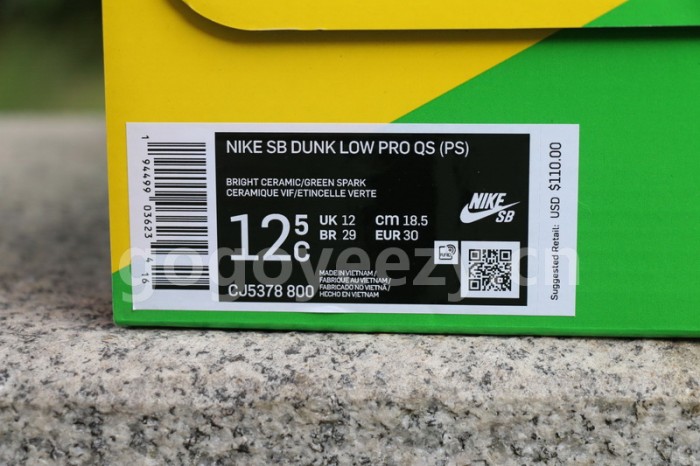 NIKE SB DUNK LOW PRO QS (PS)
BRIGHT CERAMIC/GREEN SPARK
CERAMIQUE VIF/ETINCELLE VERTE
12.5C
UK 12 cm 18.5
BR 29 EUR 30
NIKE
SB
CJ5378 800
MADE IN VIETNAM/
FABRIQUE AU VIETNAM/
FABRICADO NO VIETNÃ/
HECHO EN VIETNAM
1 94499 03623 4 16
Suggested Retail: USD $110.00
gogoyeezy.cn